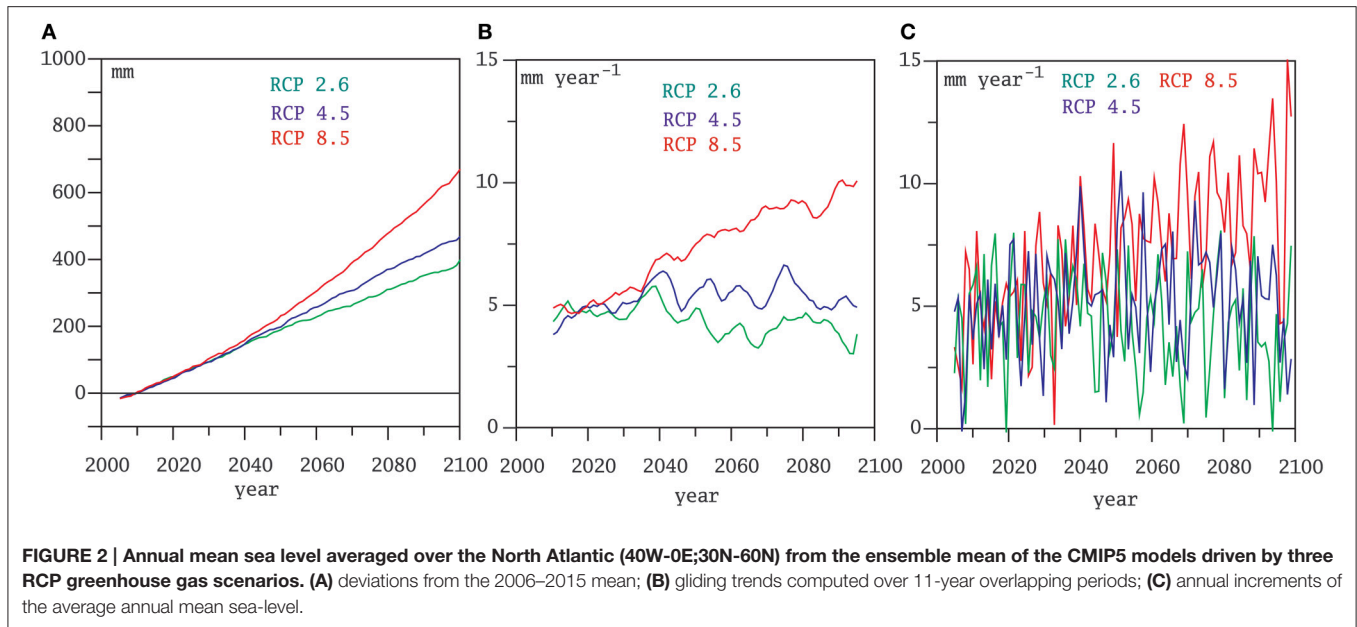 A
1000
800
600
400
200
0
mm
RCP 2.6
RCP 4.5
RCP 8.5
2000 2020 2040 2060 2080 2100
year
B
15
10
5
0
mm year⁻¹
RCP 2.6
RCP 4.5
RCP 8.5
2000 2020 2040 2060 2080 2100
year
C
15
10
5
0
mm year⁻¹ RCP 2.6 RCP 8.5
RCP 4.5
2000 2020 2040 2060 2080 2100
year
FIGURE 2 | Annual mean sea level averaged over the North Atlantic (40W-0E;30N-60N) from the ensemble mean of the CMIP5 models driven by three
RCP greenhouse gas scenarios. (A) deviations from the 2006–2015 mean; (B) gliding trends computed over 11-year overlapping periods; (C) annual increments of
the average annual mean sea-level.